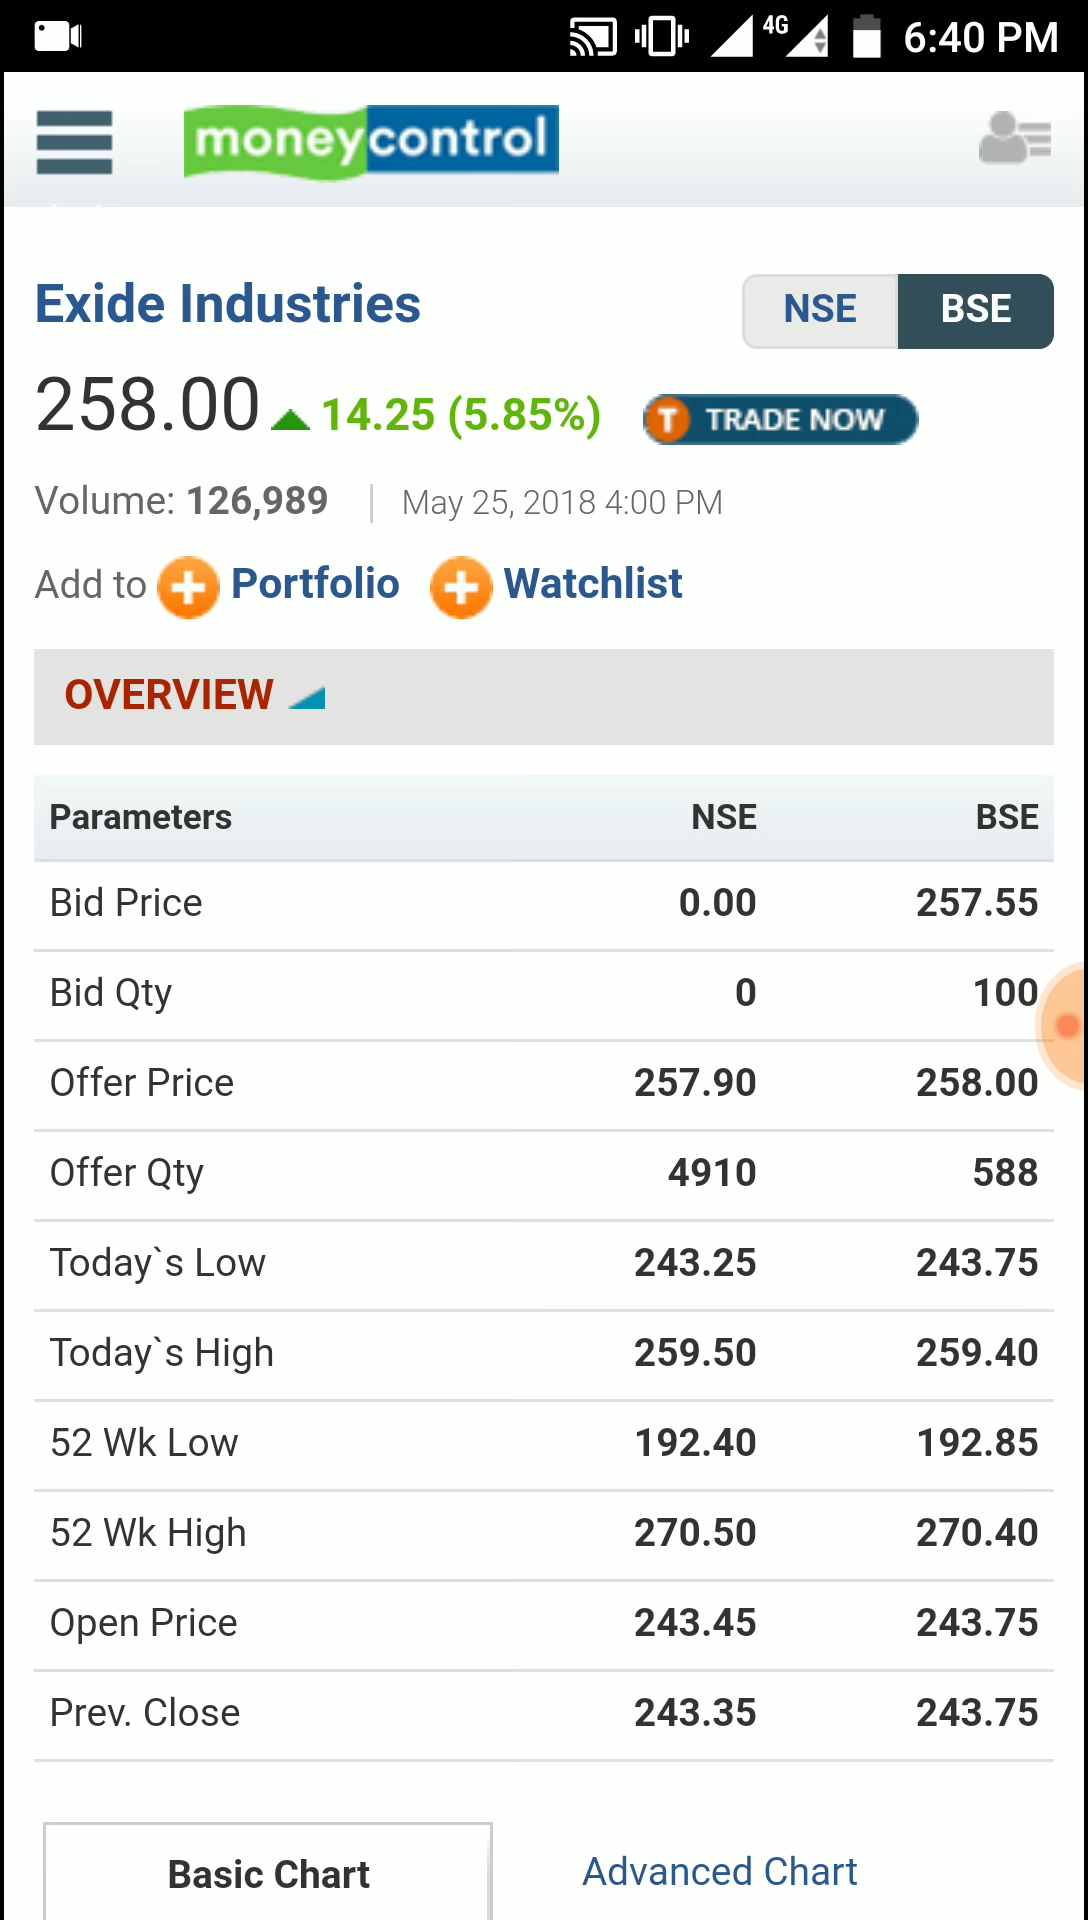 4G 6:40 PM
moneycontrol
Exide Industries NSE BSE
258.00 14.25 (5.85%) T TRADE NOW
Volume: 126,989 May 25, 2018 4:00 PM
Add to Portfolio Watchlist
OVERVIEW
Parameters NSE BSE
Bid Price 0.00 257.55
Bid Qty 0 100
Offer Price 257.90 258.00
Offer Qty 4910 588
Today`s Low 243.25 243.75
Today`s High 259.50 259.40
52 Wk Low 192.40 192.85
52 Wk High 270.50 270.40
Open Price 243.45 243.75
Prev. Close 243.35 243.75
Basic Chart Advanced Chart